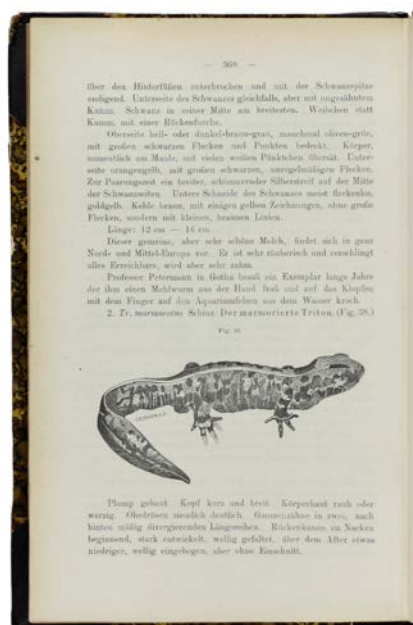 — 360 —
über den Hinterfüßen unterbrochen und mit der Schwanzspitze
endigend. Unterseite des Schwanzes gleichfalls, aber mit ungezähntem
Kamm. Schwanz in seiner Mitte am breitesten. Weibchen statt
Kamm, mit einer Rückenfurche.
Oberseite hell- oder dunkel-braun-grau, manchmal oliven-grün,
mit großen schwarzen Flecken und Punkten bedeckt. Körper,
namentlich am Maule, mit vielen weißen Pünktchen übersät. Unter-
seite orangegelb, mit großen, schwarzen, unregelmäßigen Flecken.
Zur Paarungszeit ein breiter, schimmernder Silberstreif auf der Mitte
der Schwanzseiten. Untere Schneide des Schwanzes meist fleckenlos,
goldgelb. Kehle braun, mit einigen gelben Zeichnungen, ohne große
Flecken, sondern mit kleinen, braunen Linien.
Länge: 12 cm — 16 cm.
Dieser gemeine, aber sehr schöne Molch, findet sich in ganz
Nord- und Mittel-Europa vor. Er ist sehr räuberisch und verschlingt
alles Erreichbare, wird aber sehr zahm.
Professor Petermann in Gotha besaß ein Exemplar lange Jahre
der ihm einen Mehlwurm aus der Hand fraß und auf das Klopfen
mit dem Finger auf den Aquariumfelsen aus dem Wasser kroch.
2. Tr. marmoratus Schinz. Der marmorierte Triton. (Fig. 38.)
Plump gebaut. Kopf kurz und breit. Körperhaut rauh oder
warzig. Ohrdrüsen ziemlich deutlich. Gaumenzähne in zwei, nach
hinten mäßig divergierenden Längsreihen. Rückenkamm im Nacken
beginnend, stark entwickelt, wellig gefaltet, über dem After etwas
niedriger, wellig eingebogen, aber ohne Einschnitt.